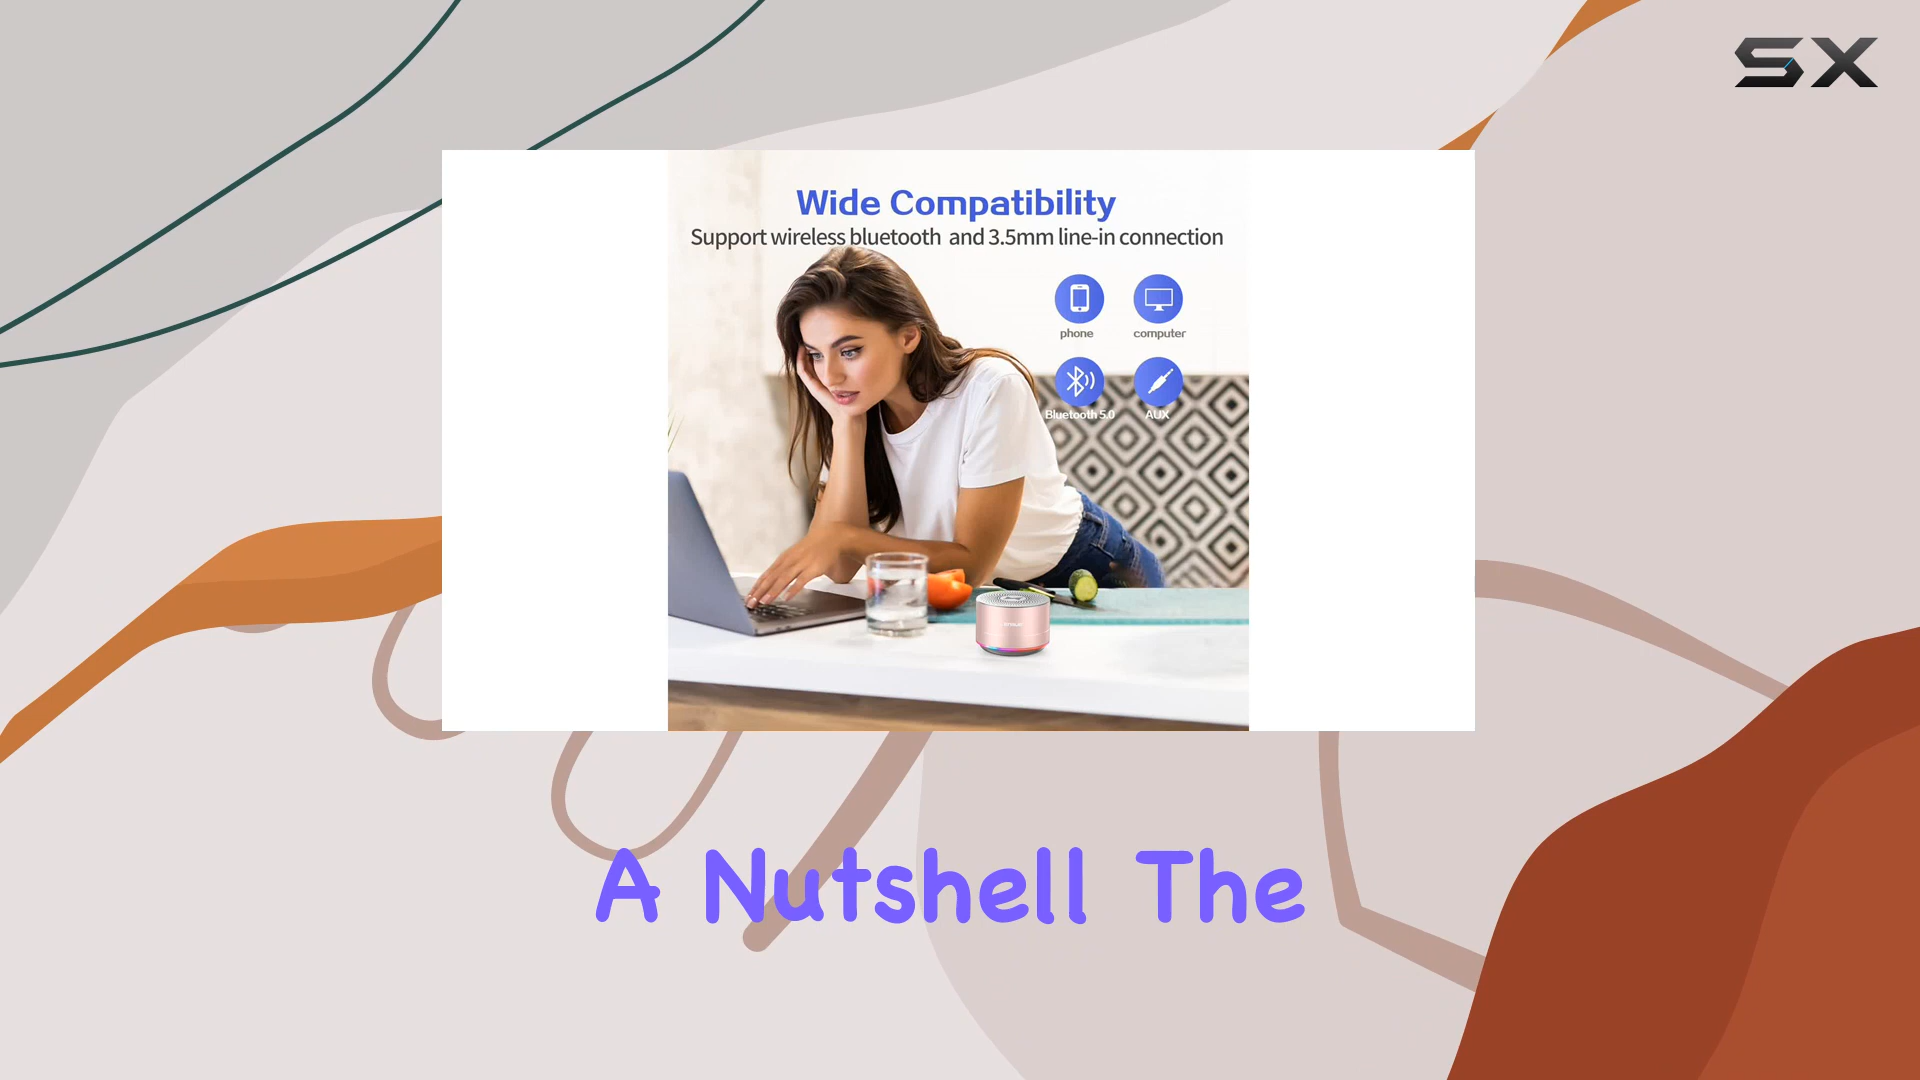 SX
Wide Compatibility
Support wireless bluetooth and 3.5mm line-in connection
phone
computer
Bluetooth 5.0
AUX
A Nutshell The